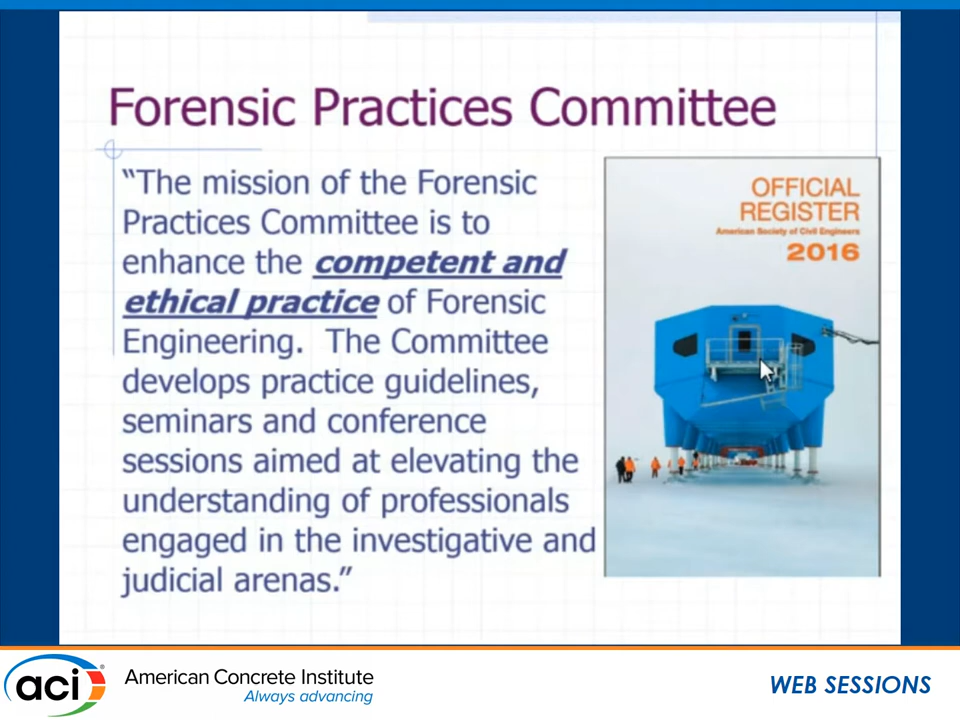 Forensic Practices Committee
“The mission of the Forensic
Practices Committee is to
enhance the competent and
ethical practice of Forensic
Engineering.  The Committee
develops practice guidelines,
seminars and conference
sessions aimed at elevating the
understanding of professionals
engaged in the investigative and
judicial arenas.”
OFFICIAL
REGISTER
American Society of Civil Engineers
2016
aci®
American Concrete Institute
Always advancing
WEB SESSIONS